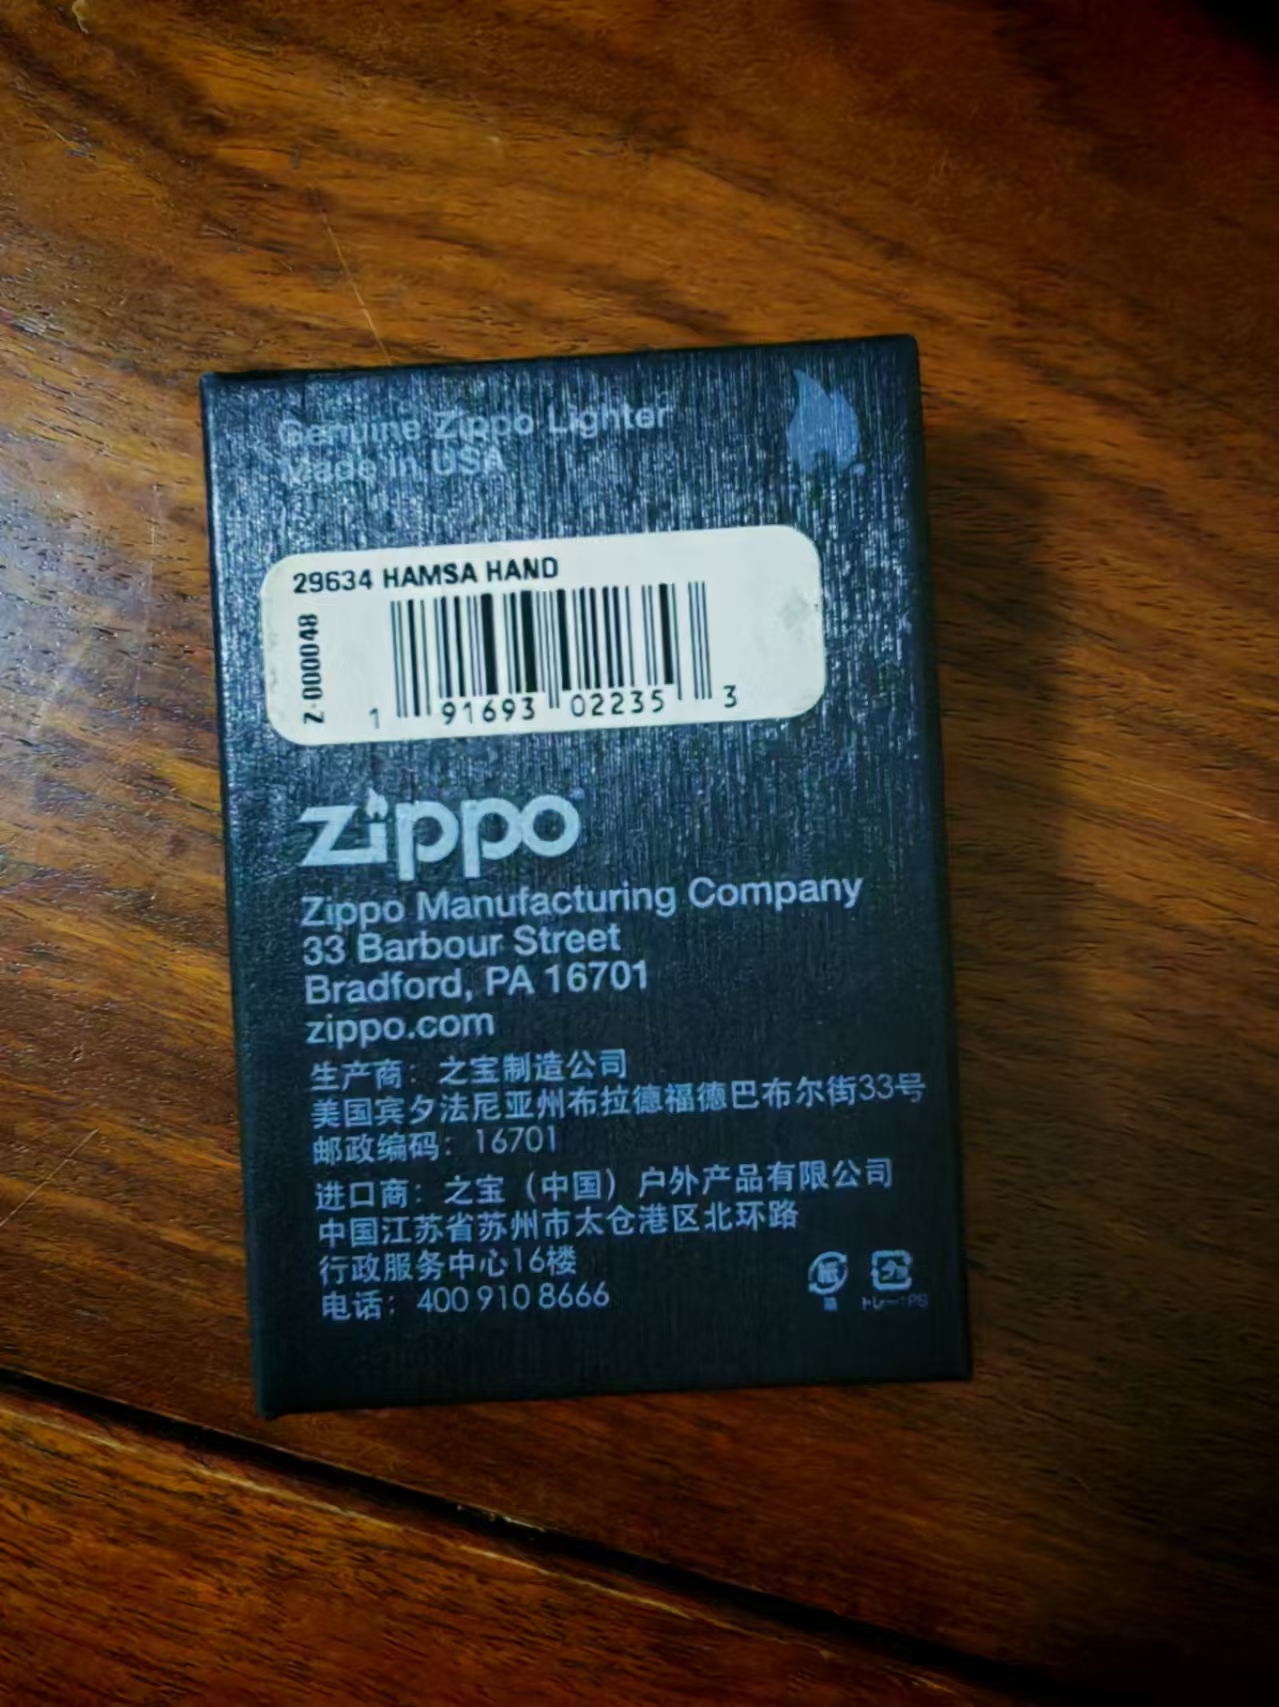 Genuine Zippo Lighter
Made in USA
29634 HAMSA HAND
Z-000048
1 91693 02235 3
zippo
Zippo Manufacturing Company
33 Barbour Street
Bradford, PA 16701
zippo.com
生产商：之宝制造公司
美国宾夕法尼亚州布拉德福德巴布尔街33号
邮政编码：16701
进口商：之宝（中国）户外产品有限公司
中国江苏省苏州市太仓港区北环路
行政服务中心16楼
电话：400 910 8666
紙